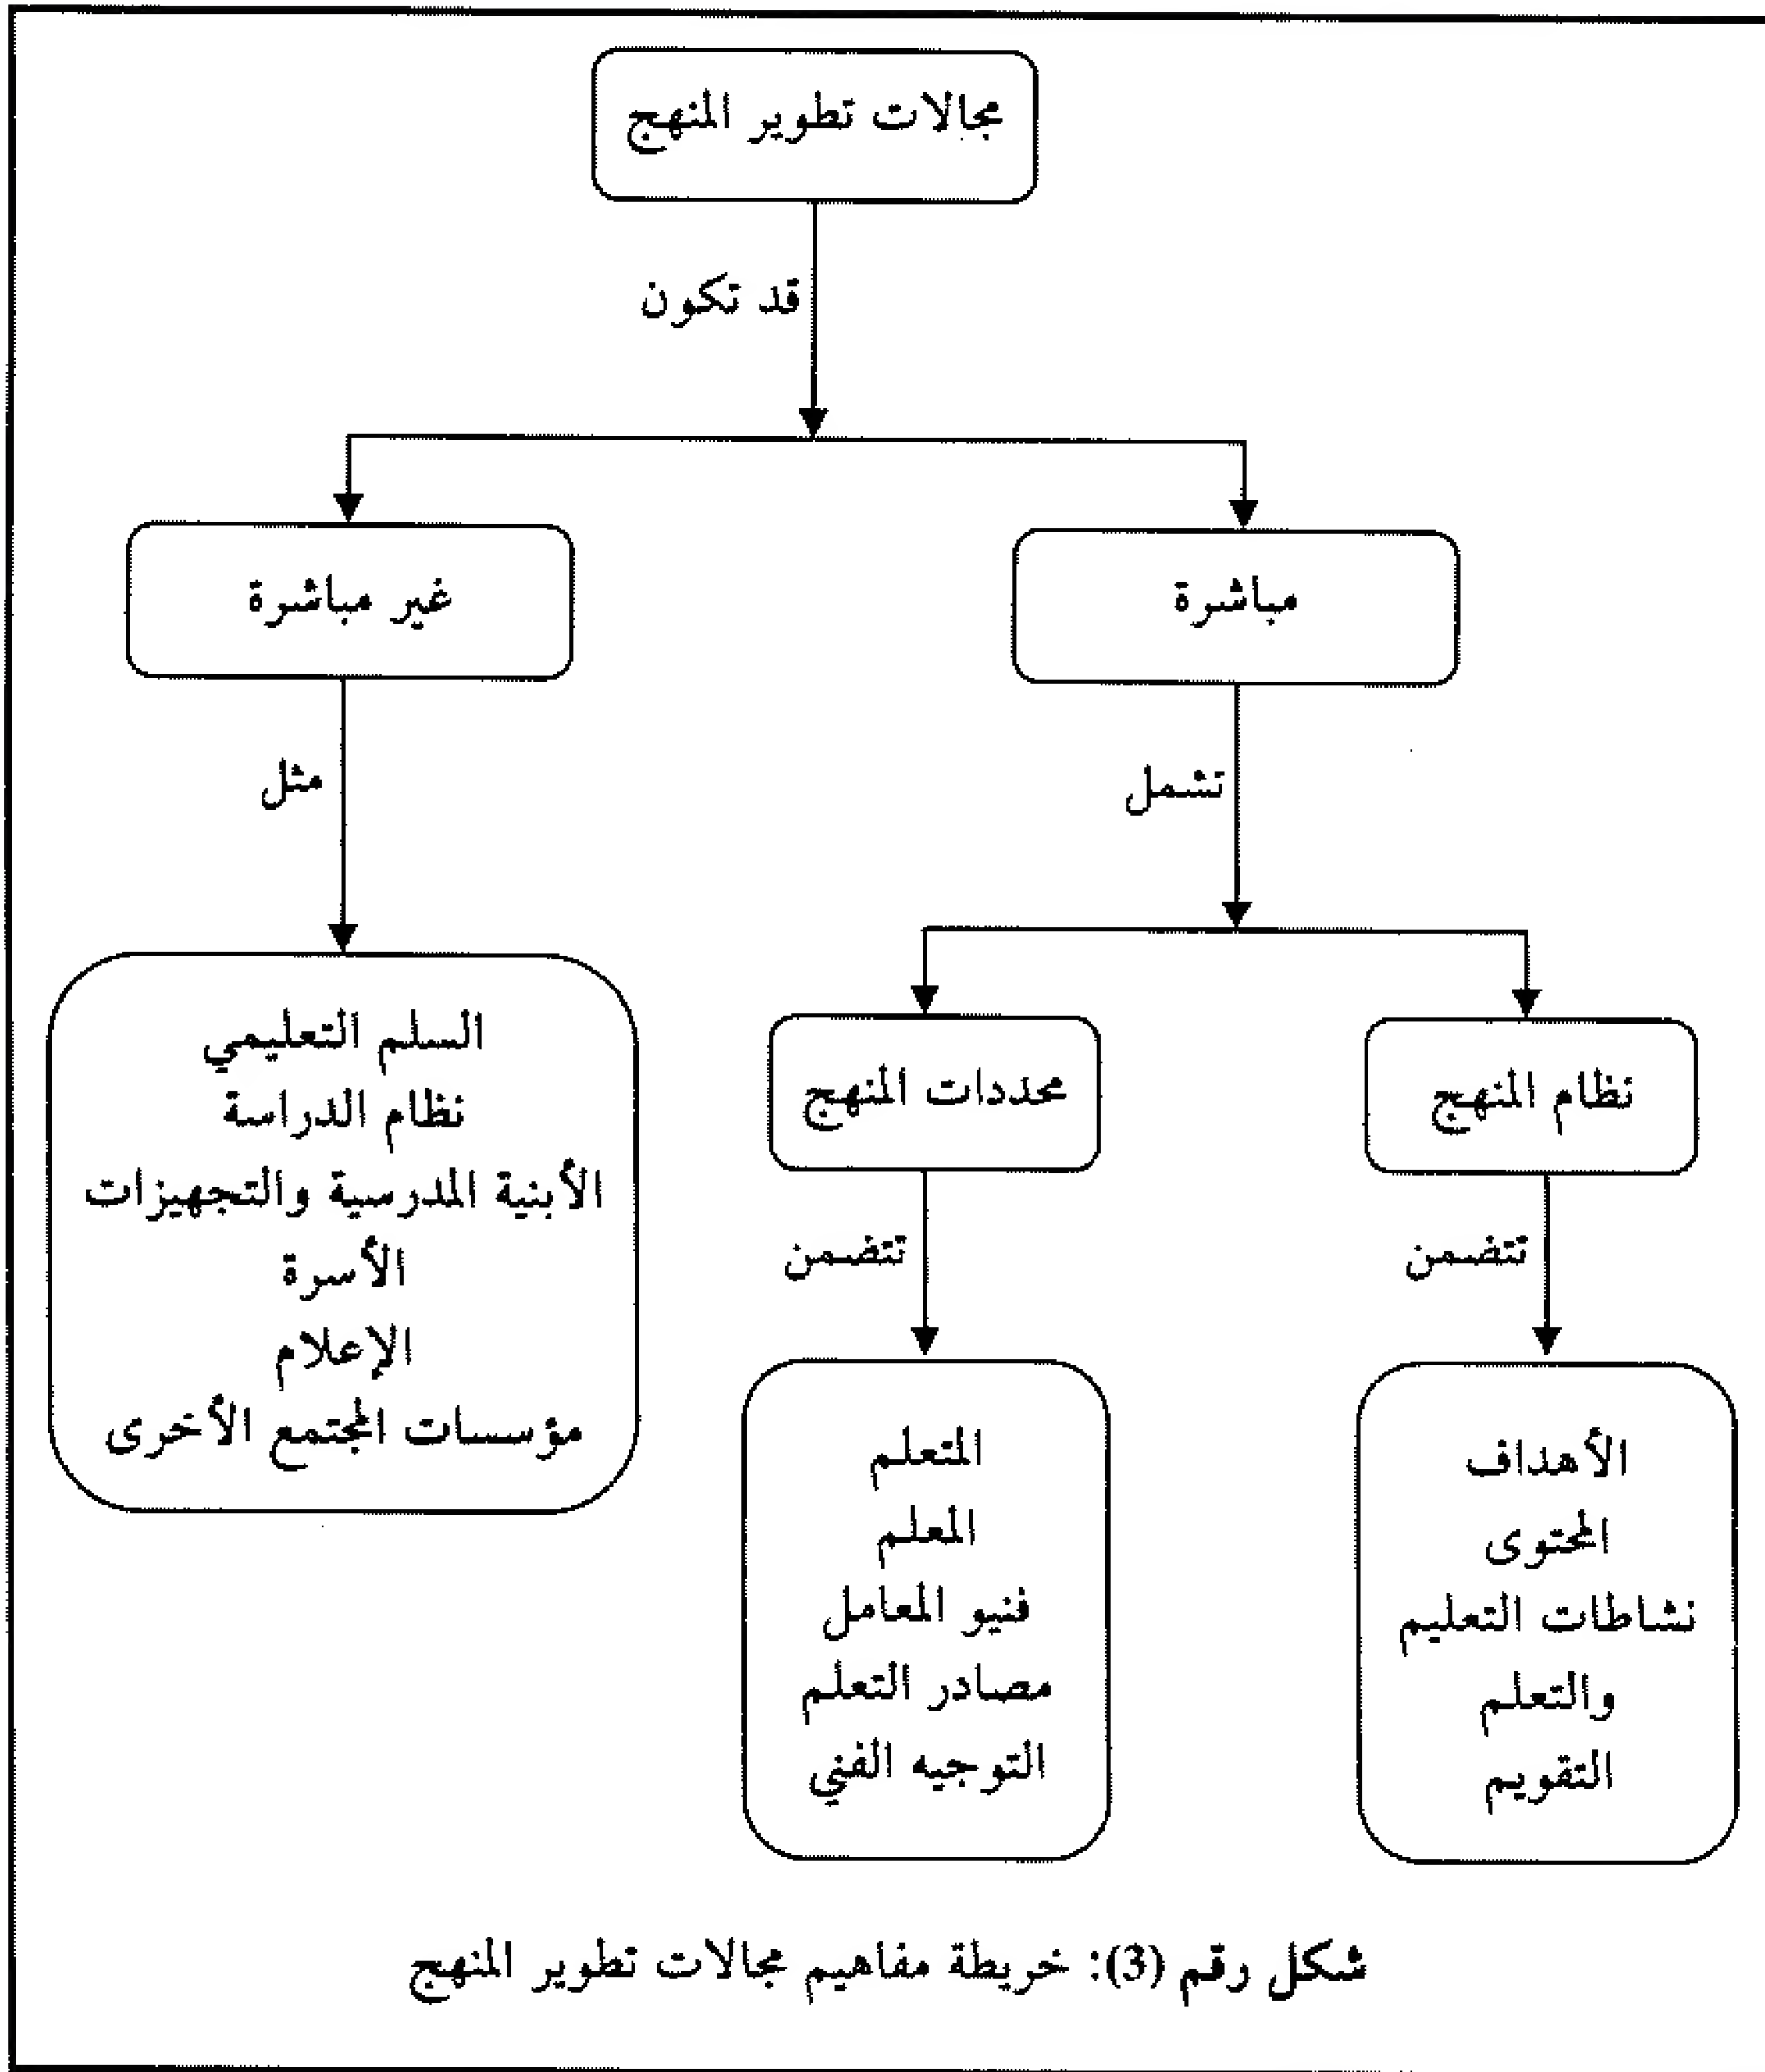 مجالات تطوير المنهج
قد تكون
مباشرة
غير مباشرة
تشمل
مثل
نظام المنهج
محددات المنهج
تتضمن
تتضمن
الأهداف
المحتوى
نشاطات التعليم
والتعلم
التقويم
المتعلم
المعلم
فنيو المعامل
مصادر التعلم
التوجيه الفني
السلم التعليمي
نظام الدراسة
الأبنية المدرسية والتجهيزات
الأسرة
الإعلام
مؤسسات المجتمع الأخرى
شكل رقم (3): خريطة مفاهيم مجالات تطوير المنهج